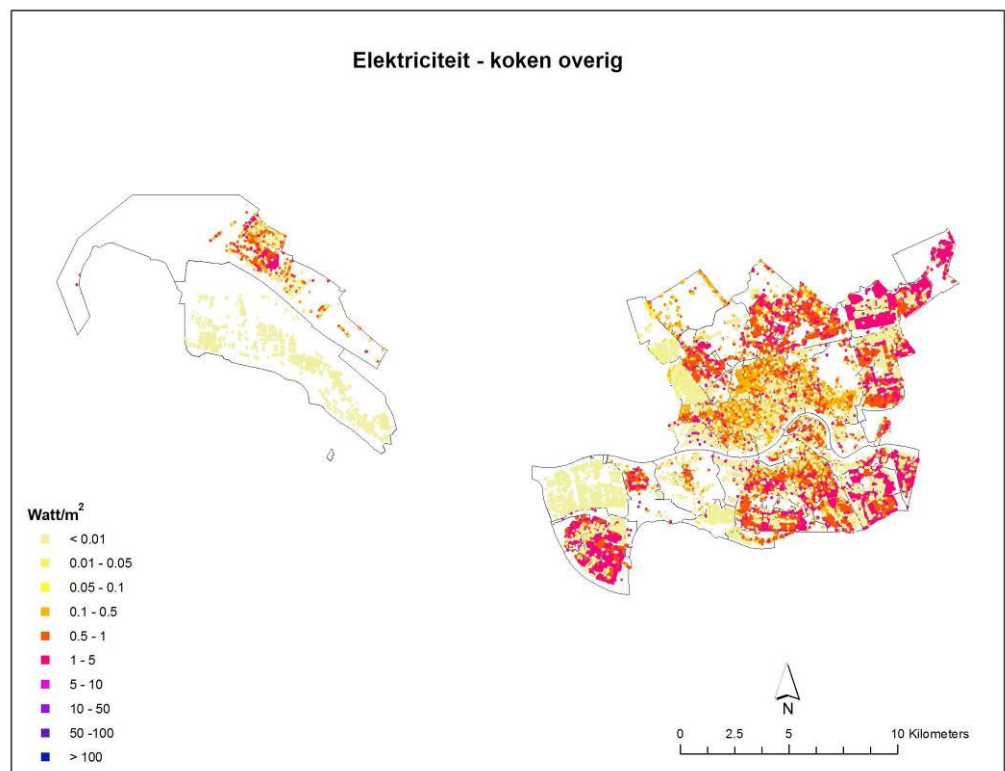 Elektriciteit - koken overig
Watt/m²
< 0.01
0.01 - 0.05
0.05 - 0.1
0.1 - 0.5
0.5 - 1
1 - 5
5 - 10
10 - 50
50 -100
> 100
N
0 2.5 5 10 Kilometers